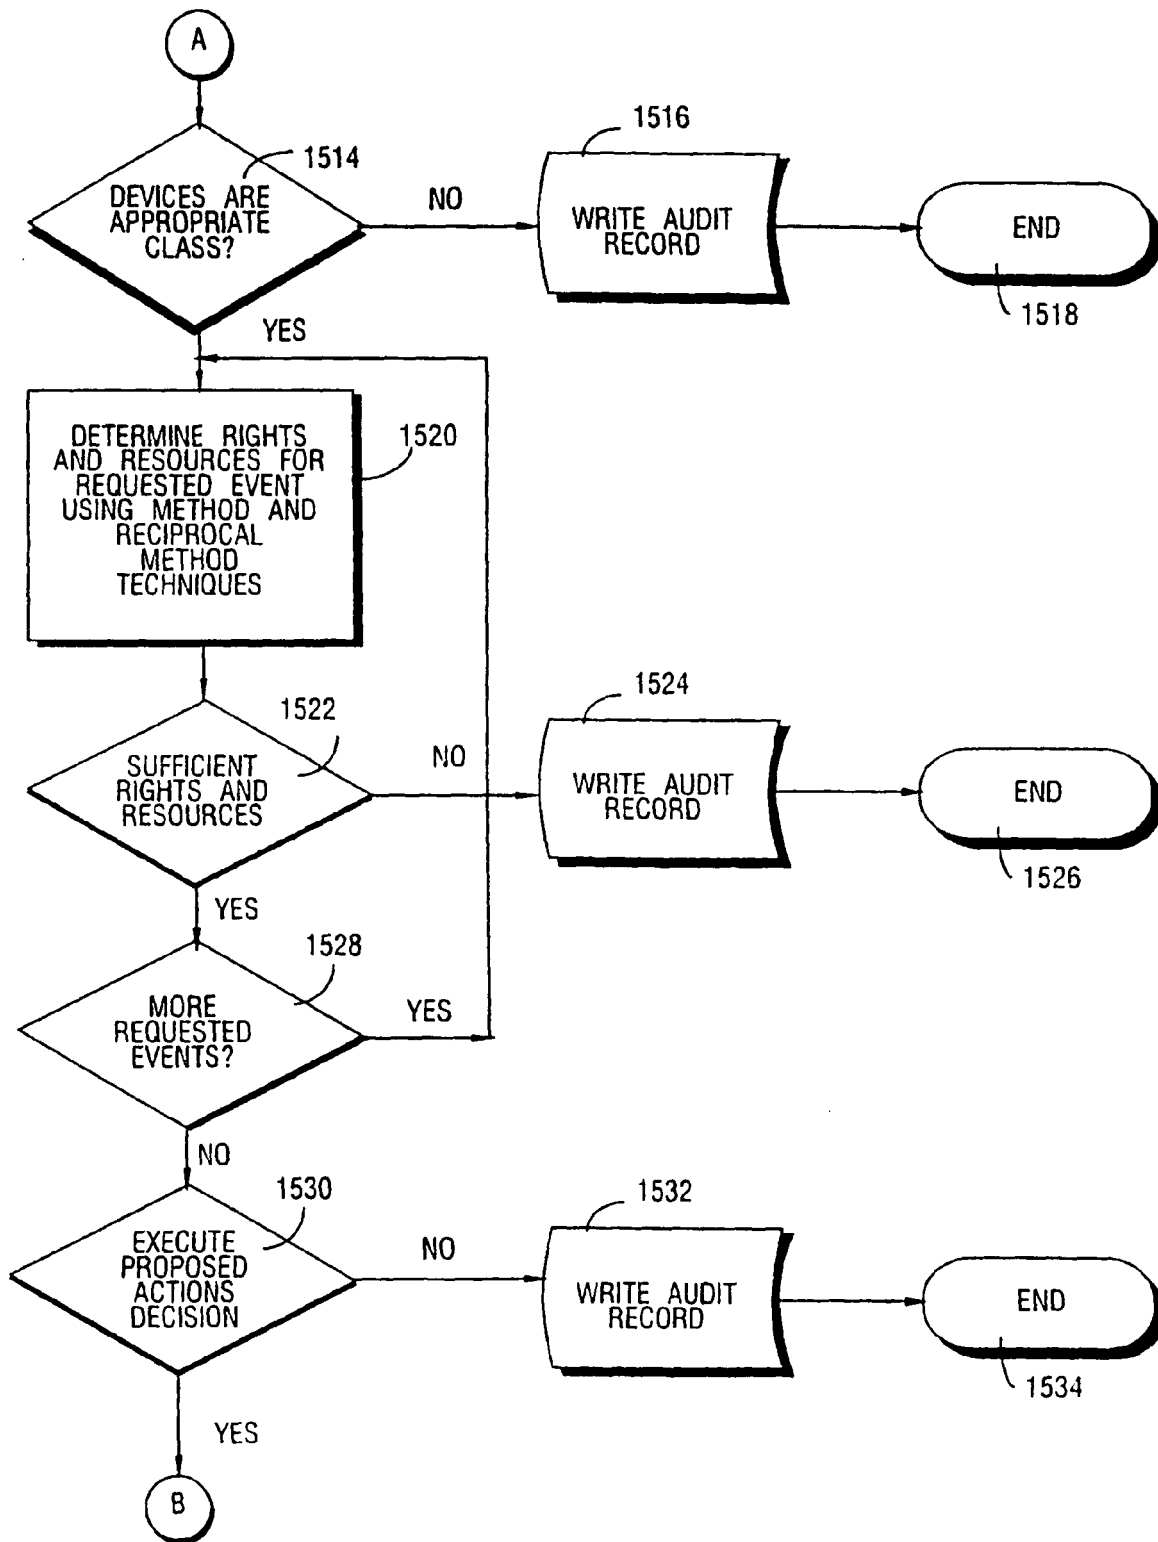 A
1514
DEVICES ARE
APPROPRIATE
CLASS?
NO
1516
WRITE AUDIT
RECORD
END
1518
YES
DETERMINE RIGHTS
AND RESOURCES FOR
REQUESTED EVENT
USING METHOD AND
RECIPROCAL
METHOD
TECHNIQUES
1520
1522
SUFFICIENT
RIGHTS AND
RESOURCES
NO
1524
WRITE AUDIT
RECORD
END
1526
YES
1528
MORE
REQUESTED
EVENTS?
YES
NO
1530
EXECUTE
PROPOSED
ACTIONS
DECISION
NO
1532
WRITE AUDIT
RECORD
END
1534
YES
B